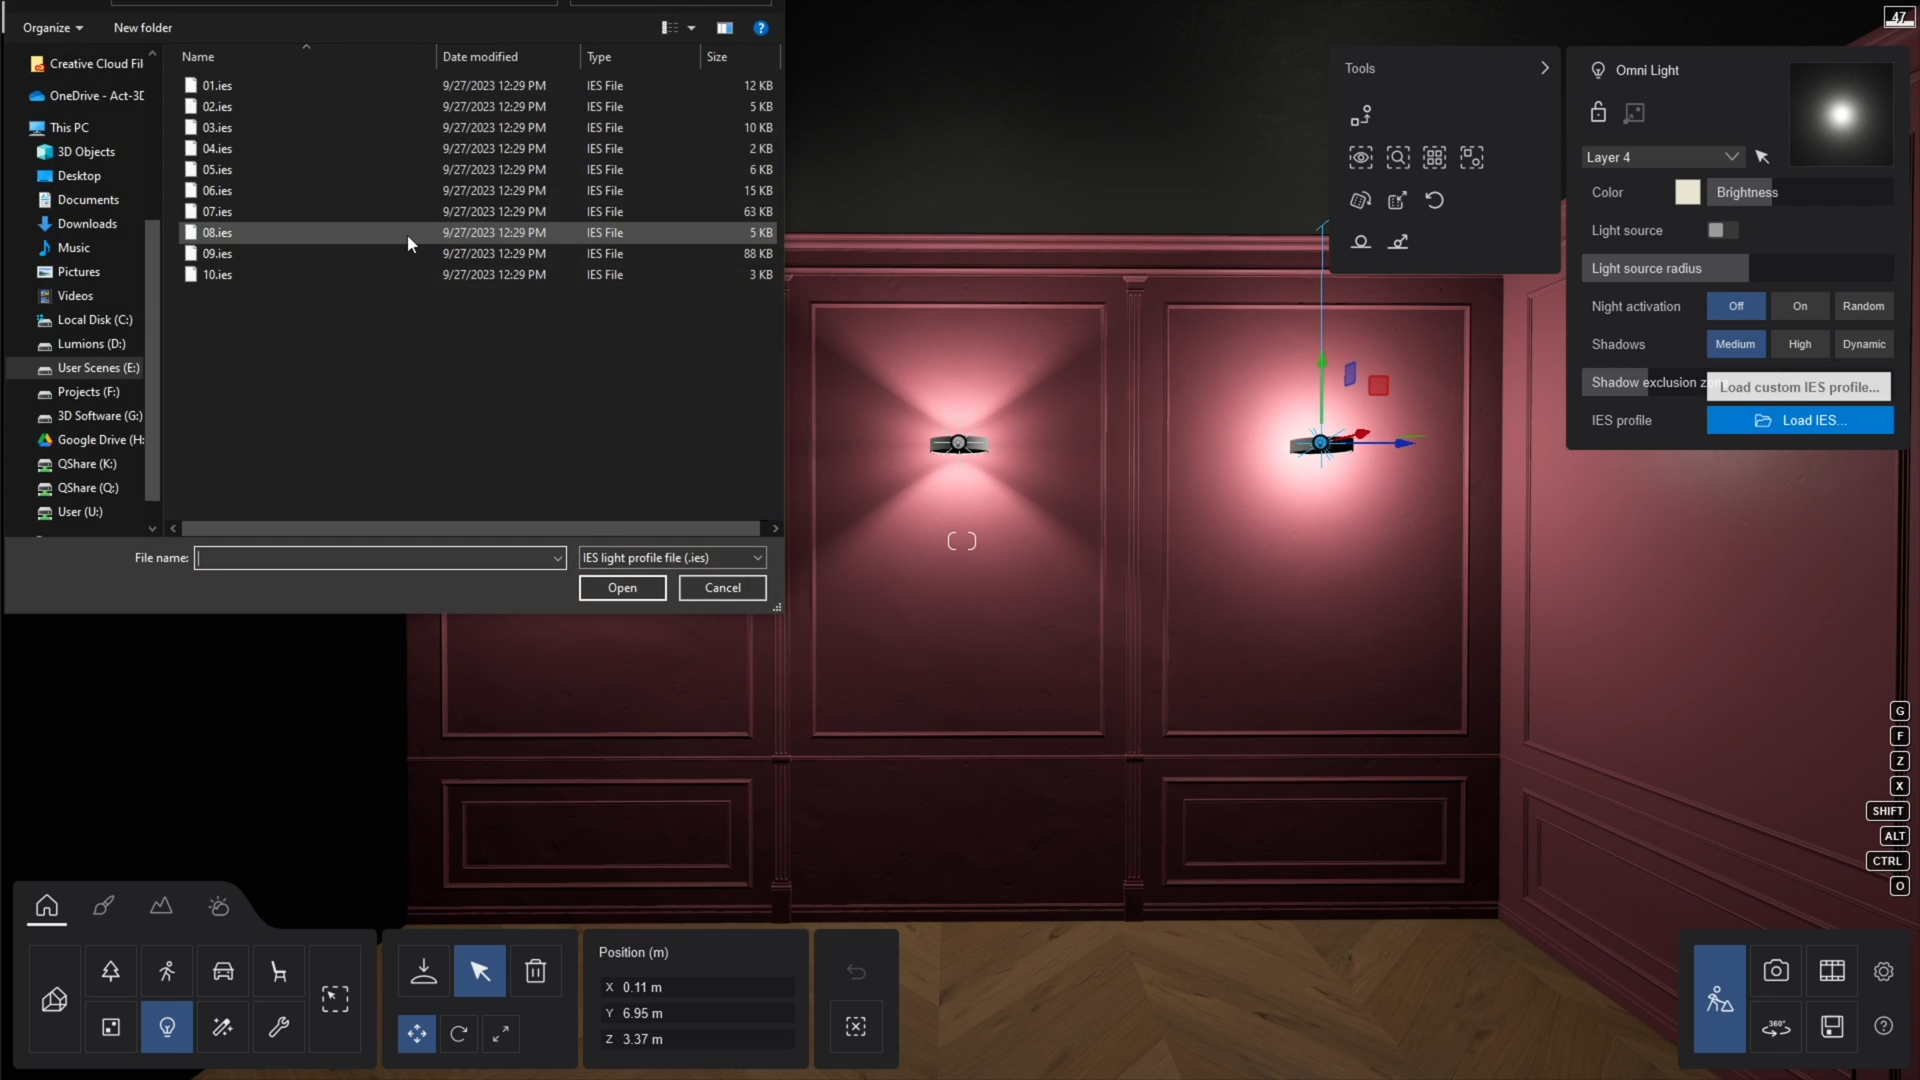 Organize
New folder
Name
Date modified
Type
Size
Creative Cloud Fil
OneDrive - Act-3D
This PC
3D Objects
Desktop
Documents
Downloads
Music
Pictures
Videos
Local Disk (C:)
Lumions (D:)
User Scenes (E:)
Projects (F:)
3D Software (G:)
Google Drive (H:
QShare (K:)
QShare (Q:)
User (U:)
01.ies 9/27/2023 12:29 PM IES File 12 KB
02.ies 9/27/2023 12:29 PM IES File 5 KB
03.ies 9/27/2023 12:29 PM IES File 10 KB
04.ies 9/27/2023 12:29 PM IES File 2 KB
05.ies 9/27/2023 12:29 PM IES File 6 KB
06.ies 9/27/2023 12:29 PM IES File 15 KB
07.ies 9/27/2023 12:29 PM IES File 63 KB
08.ies 9/27/2023 12:29 PM IES File 5 KB
09.ies 9/27/2023 12:29 PM IES File 88 KB
10.ies 9/27/2023 12:29 PM IES File 3 KB
File name:
IES light profile file (.ies)
Open
Cancel
47
Tools
Omni Light
Layer 4
Color
Brightness
Light source
Light source radius
Night activation
Off
On
Random
Shadows
Medium
High
Dynamic
Shadow exclusion zo
Load custom IES profile...
IES profile
Load IES...
G
F
Z
X
SHIFT
ALT
CTRL
O
Position (m)
X 0.11 m
Y 6.95 m
Z 3.37 m
360°